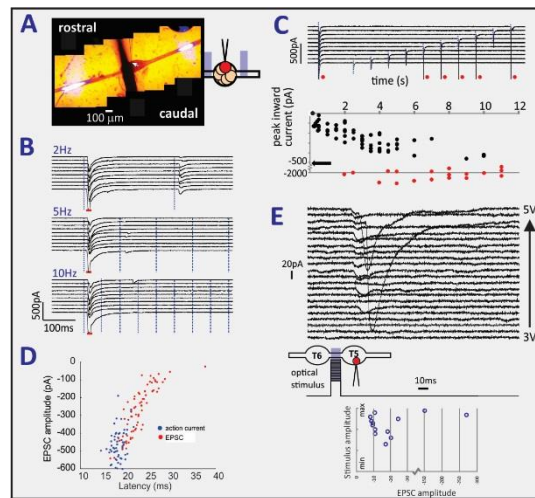 A
rostral
caudal
100 µm
B
2Hz
5Hz
10Hz
500pA
100ms
C
500pA
time (s)
peak inward
current (pA)
2 4 6 8 10 12
-500
-2000
D
EPSC amplitude (pA)
0
-100
-200
-300
-400
-500
-600
10 15 20 25 30 35 40
Latency (ms)
action current
EPSC
E
5V
20pA
3V
T6 T5
optical
stimulus
10ms
Stimulus amplitude
max
min
EPSC amplitude